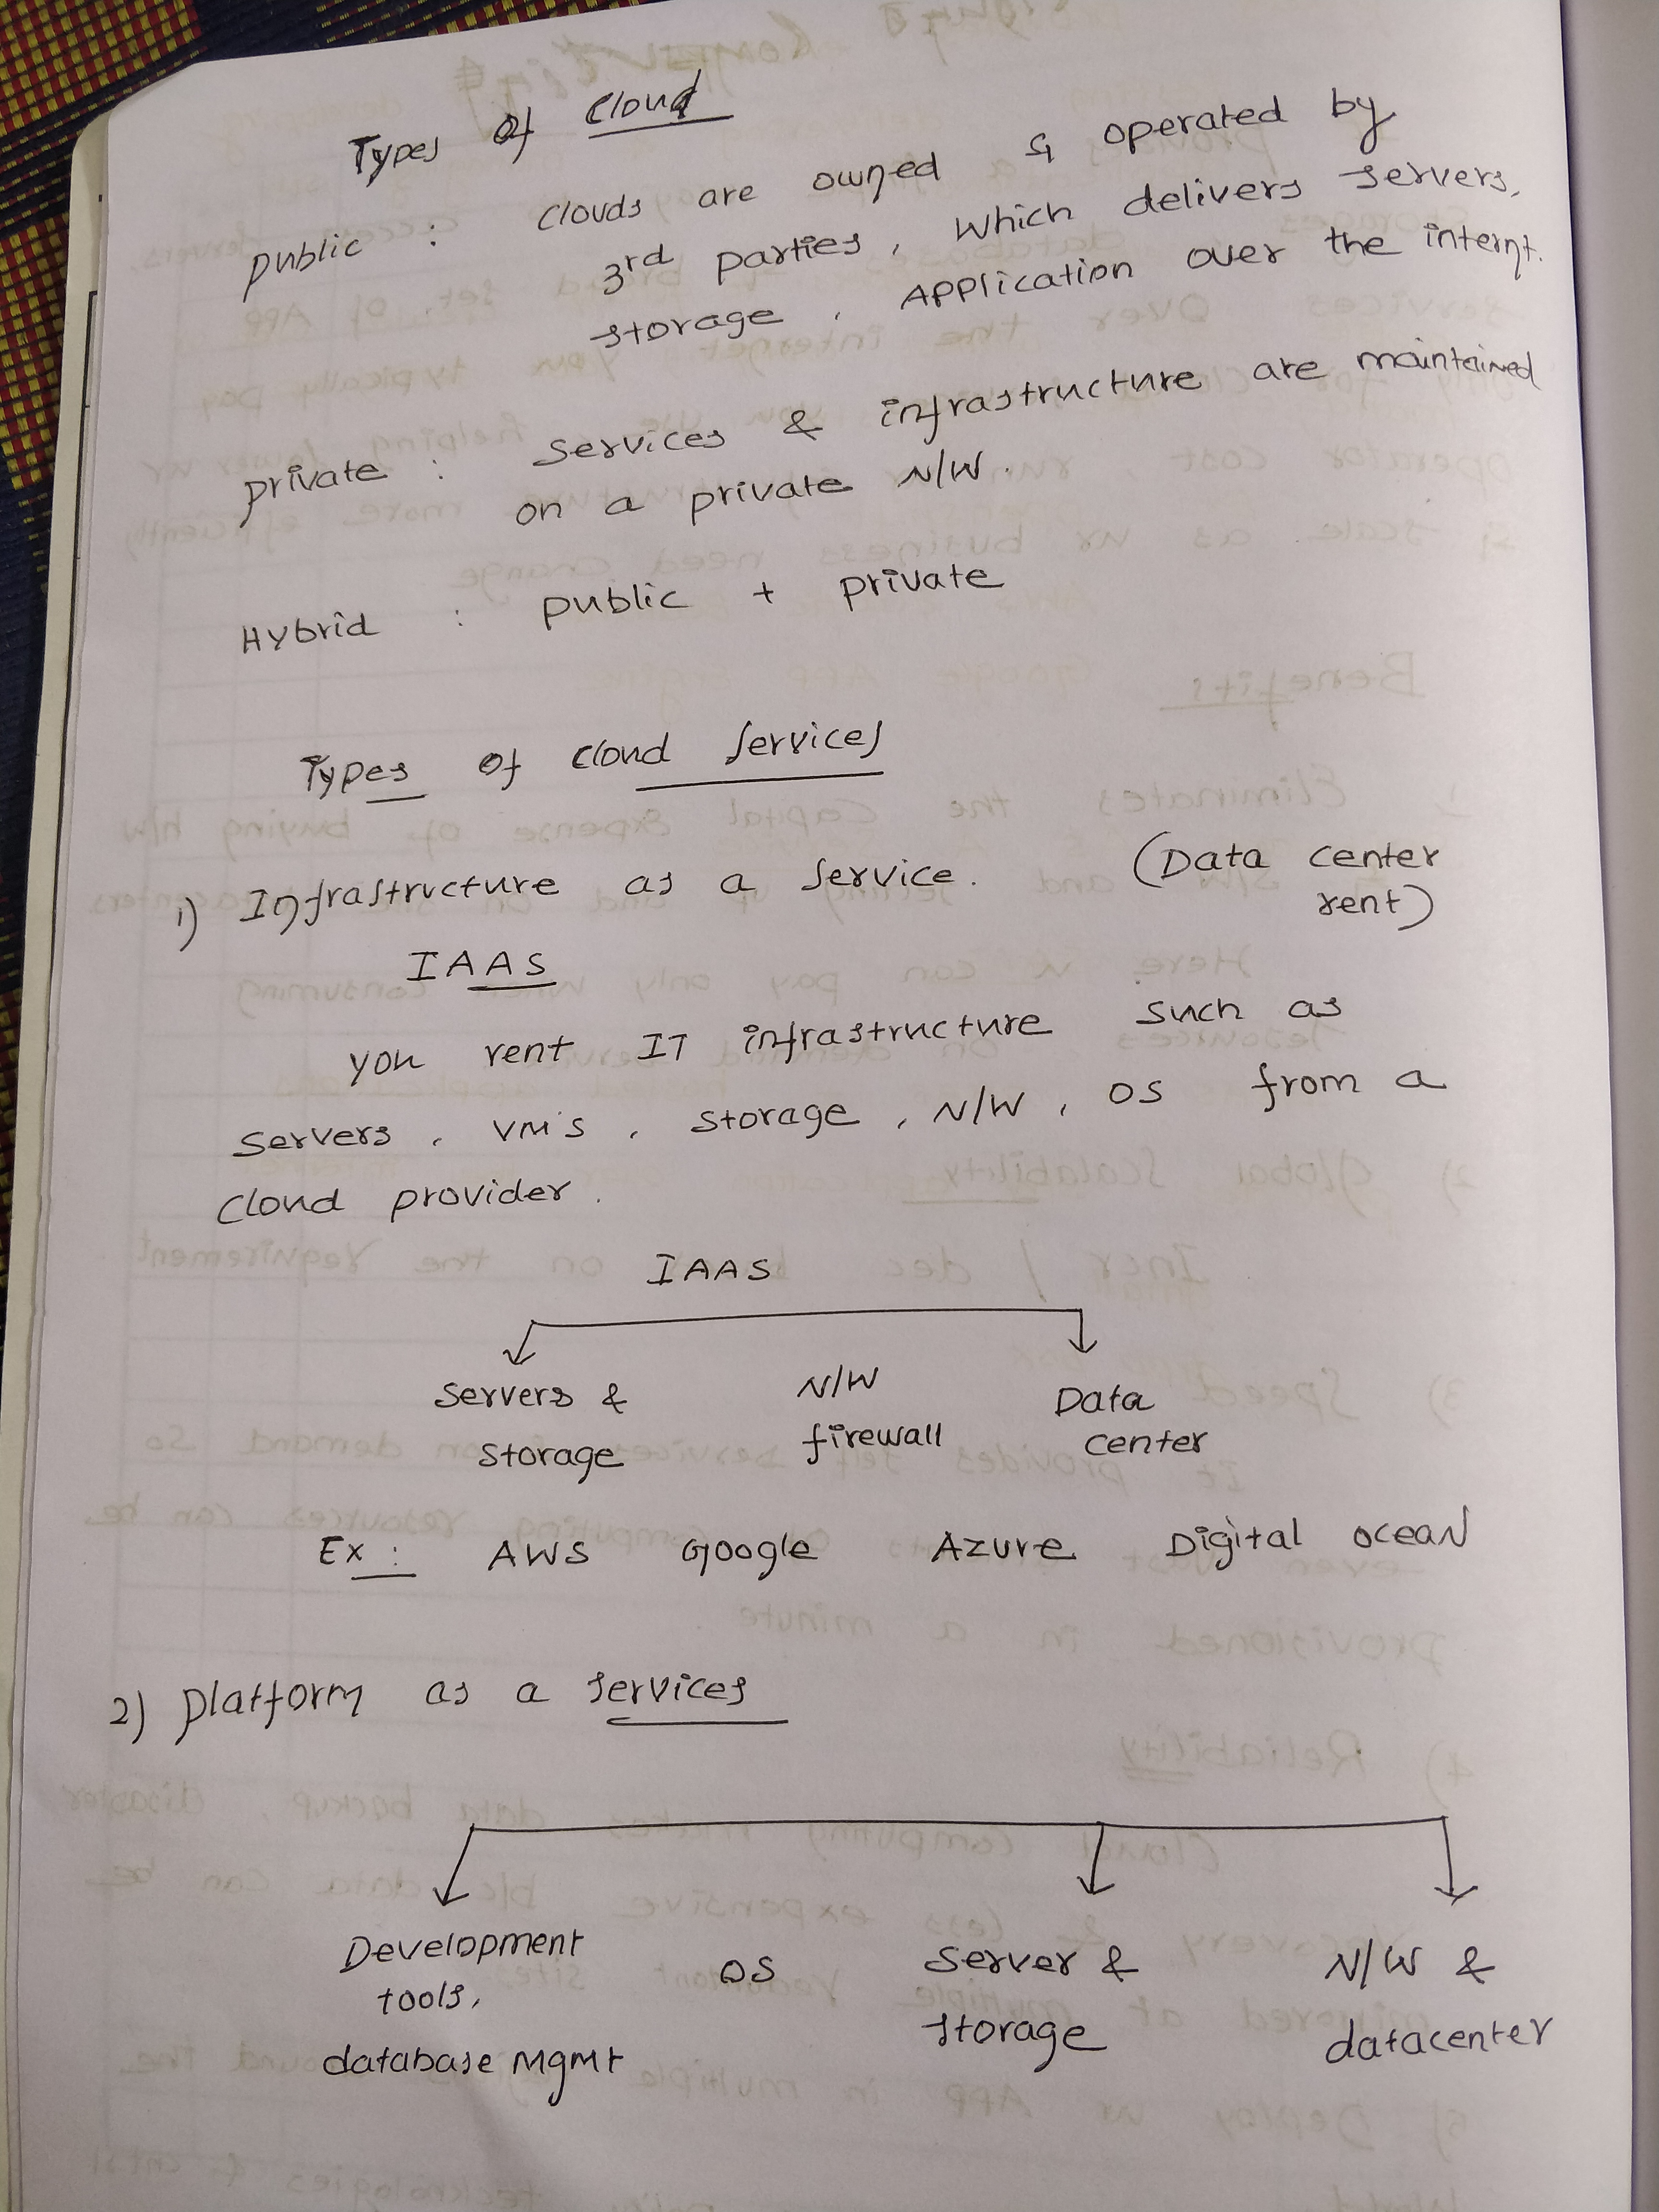 Types of cloud
public : clouds are owned & operated by
3rd parties, which delivers servers,
storage, Application over the internt.
private : services & infrastructure are maintained
on a private N/W.
Hybrid : public + private
Types of cloud services
1) Infrastructure as a service. (Data center
rent)
IAAS
you rent IT infrastructure such as
servers, VM's, storage, N/W, OS from a
cloud provider.
IAAS
servers & N/W Data
storage firewall center
Ex : AWS Google Azure Digital ocean
2) platform as a services
Development OS server & N/W &
tools, storage datacenter
database Mgmt